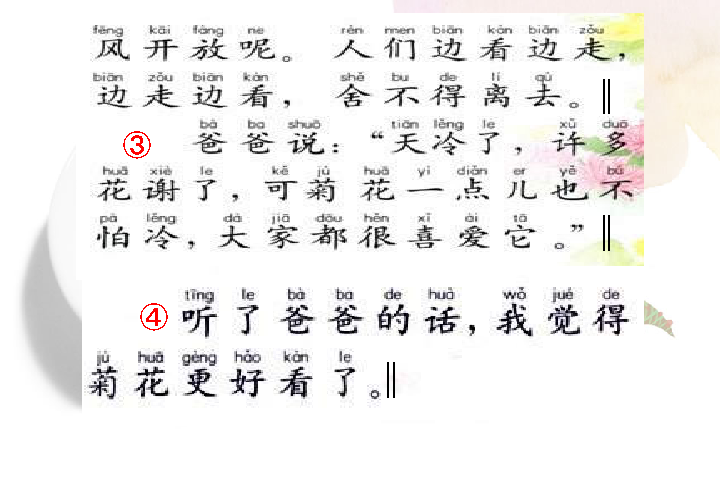 fēng kāi fàng ne rén men biān kàn biān zǒu
风开放呢。人们边看边走，
biān zǒu biān kàn shě bu de lí qù
边走边看，舍不得离去。‖
bà ba shuō tiān lěng le xǔ duō
③ 爸爸说：“天冷了，许多
huā xiè le kě jú huā yì diǎn er yě bú
花谢了，可菊花一点儿也不
pà lěng dà jiā dōu hěn xǐ ài tā
怕冷，大家都很喜爱它。”‖
tīng le bà ba de huà wǒ jué de
④ 听了爸爸的话，我觉得
jú huā gèng hǎo kàn le
菊花更好看了。‖